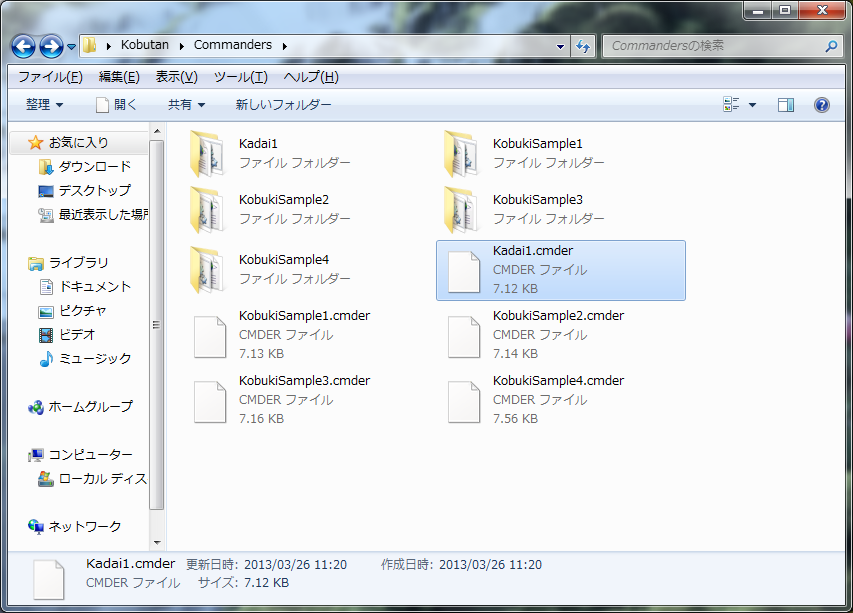 Kobutan
Commanders
Commandersの検索
ファイル(F) 編集(E) 表示(V) ツール(T) ヘルプ(H)
整理 開く 共有 新しいフォルダー
お気に入り
ダウンロード
デスクトップ
最近表示した場所
ライブラリ
ドキュメント
ピクチャ
ビデオ
ミュージック
ホームグループ
コンピューター
ローカル ディス
ネットワーク
Kadai1
ファイル フォルダー
KobukiSample1
ファイル フォルダー
KobukiSample2
ファイル フォルダー
KobukiSample3
ファイル フォルダー
KobukiSample4
ファイル フォルダー
Kadai1.cmder
CMDER ファイル
7.12 KB
KobukiSample1.cmder
CMDER ファイル
7.13 KB
KobukiSample2.cmder
CMDER ファイル
7.14 KB
KobukiSample3.cmder
CMDER ファイル
7.16 KB
KobukiSample4.cmder
CMDER ファイル
7.56 KB
Kadai1.cmder 更新日時: 2013/03/26 11:20 作成日時: 2013/03/26 11:20
CMDER ファイル サイズ: 7.12 KB